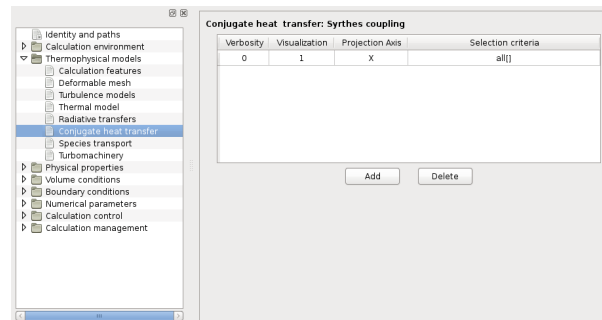 Identity and paths
Calculation environment
Thermophysical models
Calculation features
Deformable mesh
Turbulence models
Thermal model
Radiative transfers
Conjugate heat transfer
Species transport
Turbomachinery
Physical properties
Volume conditions
Boundary conditions
Numerical parameters
Calculation control
Calculation management
Conjugate heat transfer: Syrthes coupling
Verbosity Visualization Projection Axis Selection criteria
0 1 X all[]
Add Delete